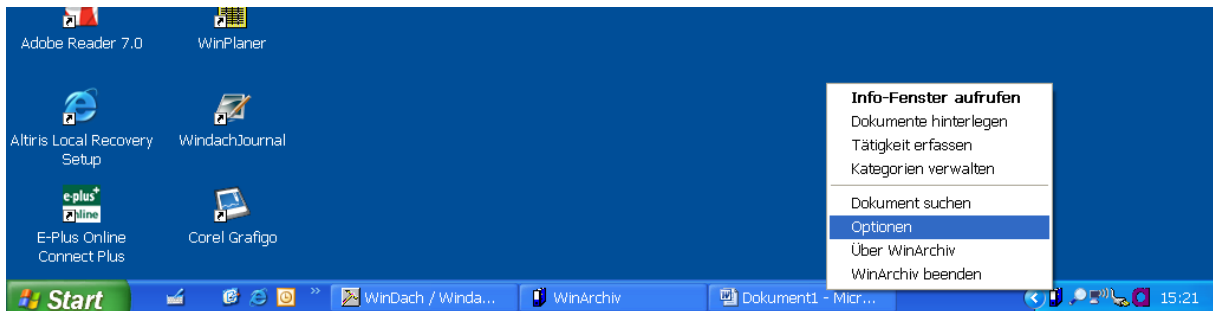 Adobe Reader 7.0
WinPlaner
Altiris Local Recovery
Setup
WindachJournal
e-plus+
nline
E-Plus Online
Connect Plus
Corel Grafigo
Info-Fenster aufrufen
Dokumente hinterlegen
Tätigkeit erfassen
Kategorien verwalten
Dokument suchen
Optionen
Über WinArchiv
WinArchiv beenden
Start
WinDach / Winda...
WinArchiv
Dokument1 - Micr...
15:21